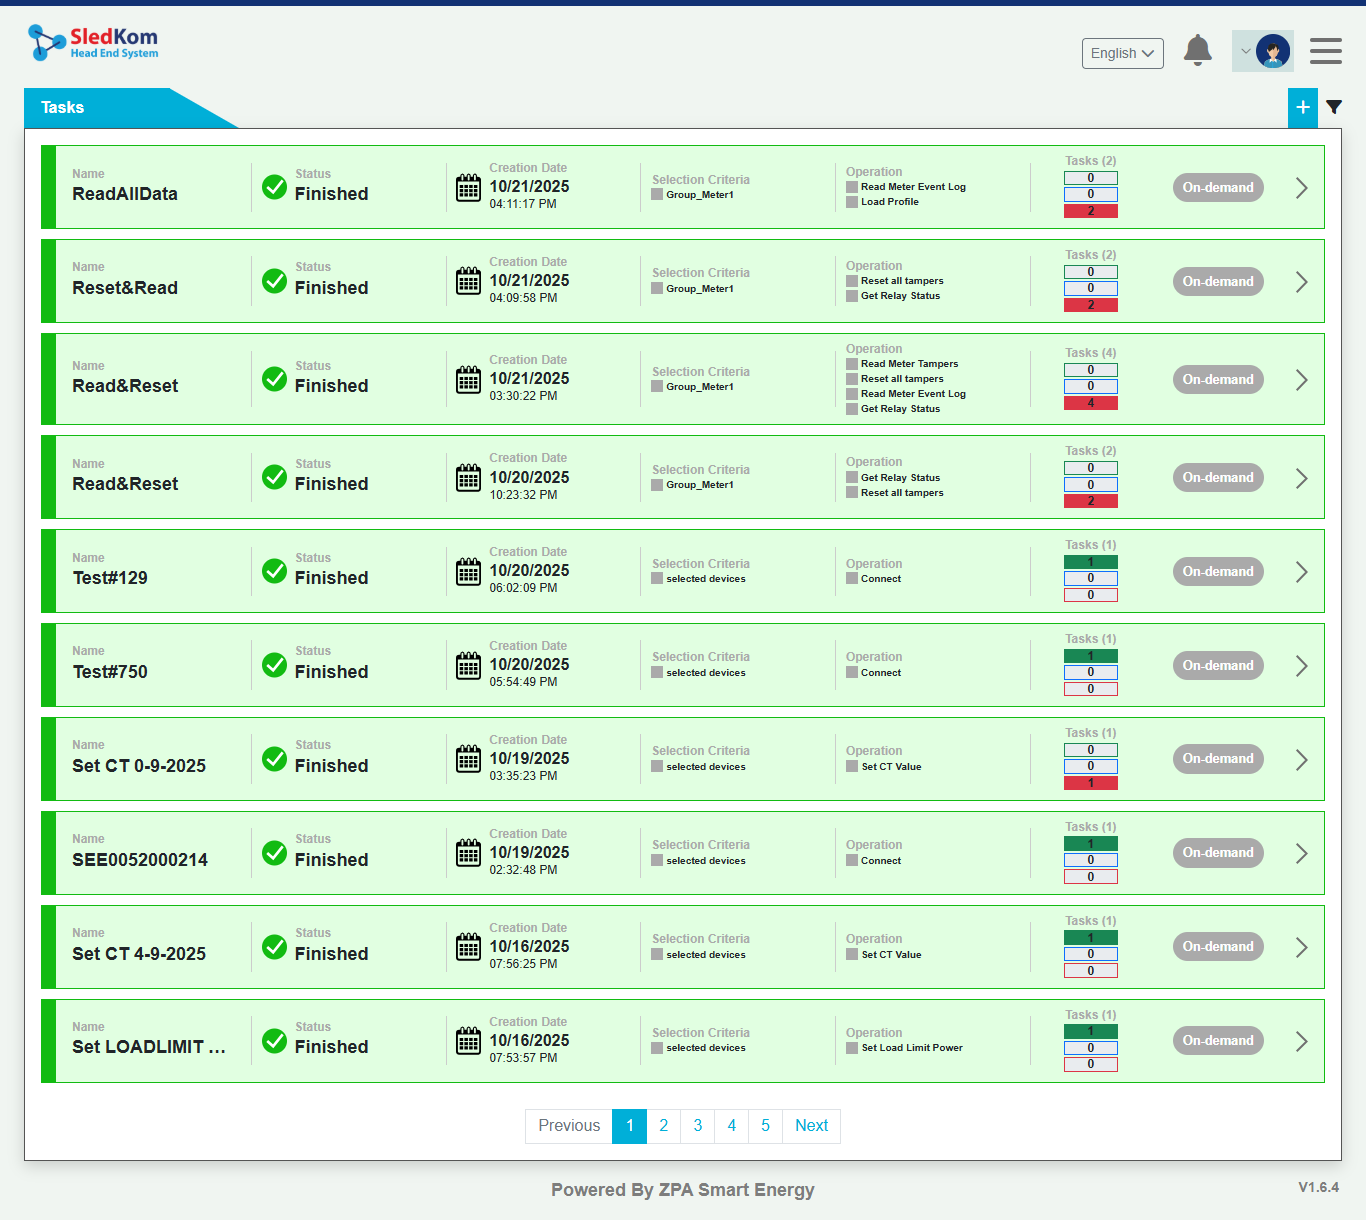 SledKom
Head End System
English
Tasks
+
Name
ReadAllData
Status
Finished
Creation Date
10/21/2025
04:11:17 PM
Selection Criteria
Group_Meter1
Operation
Read Meter Event Log
Load Profile
Tasks (2)
0
0
2
On-demand
Name
Reset&Read
Status
Finished
Creation Date
10/21/2025
04:09:58 PM
Selection Criteria
Group_Meter1
Operation
Reset all tampers
Get Relay Status
Tasks (2)
0
0
2
On-demand
Name
Read&Reset
Status
Finished
Creation Date
10/21/2025
03:30:22 PM
Selection Criteria
Group_Meter1
Operation
Read Meter Tampers
Reset all tampers
Read Meter Event Log
Get Relay Status
Tasks (4)
0
0
4
On-demand
Name
Read&Reset
Status
Finished
Creation Date
10/20/2025
10:23:32 PM
Selection Criteria
Group_Meter1
Operation
Get Relay Status
Reset all tampers
Tasks (2)
0
0
2
On-demand
Name
Test#129
Status
Finished
Creation Date
10/20/2025
06:02:09 PM
Selection Criteria
selected devices
Operation
Connect
Tasks (1)
1
0
0
On-demand
Name
Test#750
Status
Finished
Creation Date
10/20/2025
05:54:49 PM
Selection Criteria
selected devices
Operation
Connect
Tasks (1)
1
0
0
On-demand
Name
Set CT 0-9-2025
Status
Finished
Creation Date
10/19/2025
03:35:23 PM
Selection Criteria
selected devices
Operation
Set CT Value
Tasks (1)
0
0
1
On-demand
Name
SEE0052000214
Status
Finished
Creation Date
10/19/2025
02:32:48 PM
Selection Criteria
selected devices
Operation
Connect
Tasks (1)
1
0
0
On-demand
Name
Set CT 4-9-2025
Status
Finished
Creation Date
10/16/2025
07:56:25 PM
Selection Criteria
selected devices
Operation
Set CT Value
Tasks (1)
1
0
0
On-demand
Name
Set LOADLIMIT ...
Status
Finished
Creation Date
10/16/2025
07:53:57 PM
Selection Criteria
selected devices
Operation
Set Load Limit Power
Tasks (1)
1
0
0
On-demand
Previous 1 2 3 4 5 Next
Powered By ZPA Smart Energy
V1.6.4